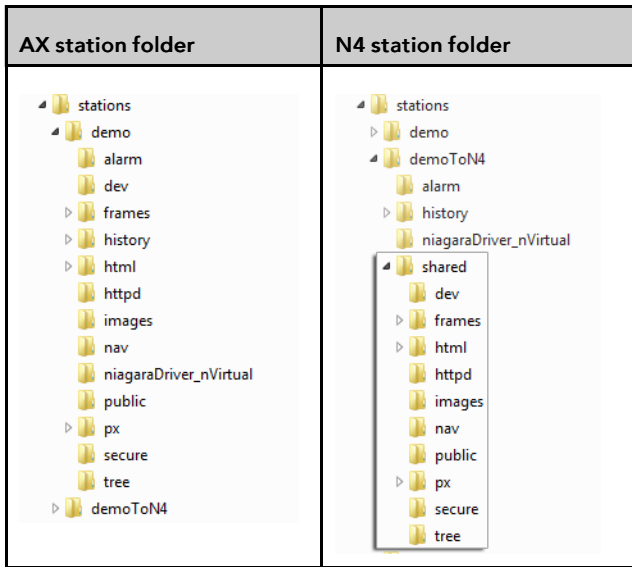 AX station folder
N4 station folder
stations
demo
alarm
dev
frames
history
html
httpd
images
nav
niagaraDriver_nVirtual
public
px
secure
tree
demoToN4
stations
demo
demoToN4
alarm
history
niagaraDriver_nVirtual
shared
dev
frames
html
httpd
images
nav
public
px
secure
tree